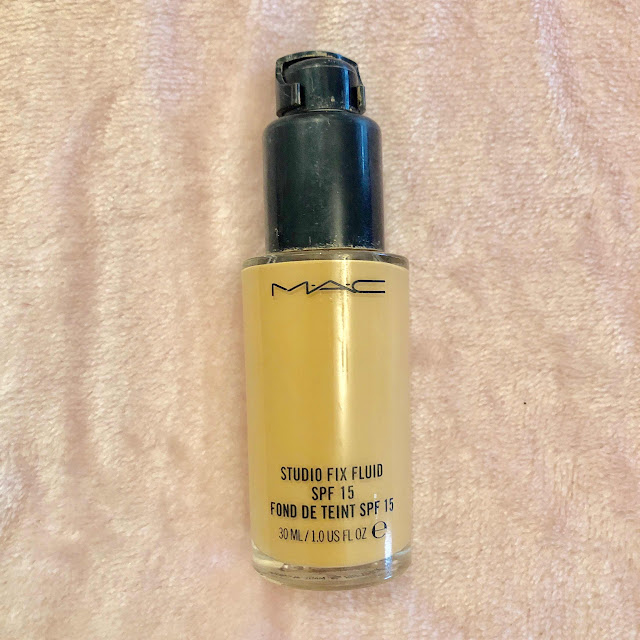 MAC
STUDIO FIX FLUID
SPF 15
FOND DE TEINT SPF 15
30 ML / 1.0 US FL OZ ℮